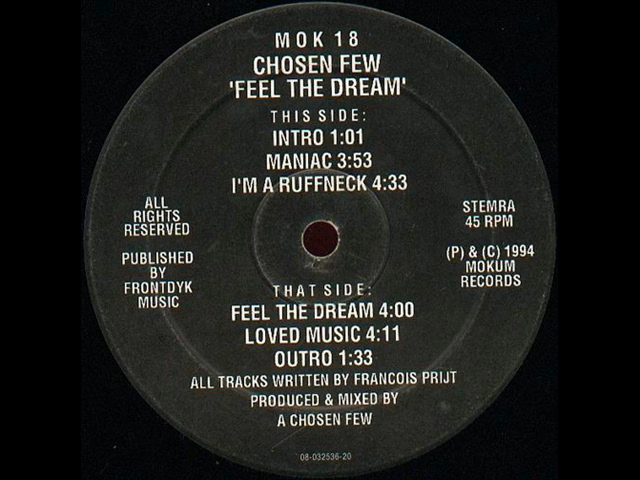 MOK 18
CHOSEN FEW
'FEEL THE DREAM'
THIS SIDE:
INTRO 1:01
MANIAC 3:53
I'M A RUFFNECK 4:33
ALL
RIGHTS
RESERVED
PUBLISHED
BY
FRONTDYK
MUSIC
STEMRA
45 RPM
(P) & (C) 1994
MOKUM
RECORDS
THAT SIDE:
FEEL THE DREAM 4:00
LOVED MUSIC 4:11
OUTRO 1:33
ALL TRACKS WRITTEN BY FRANCOIS PRIJT
PRODUCED & MIXED BY
A CHOSEN FEW
08-032536-20